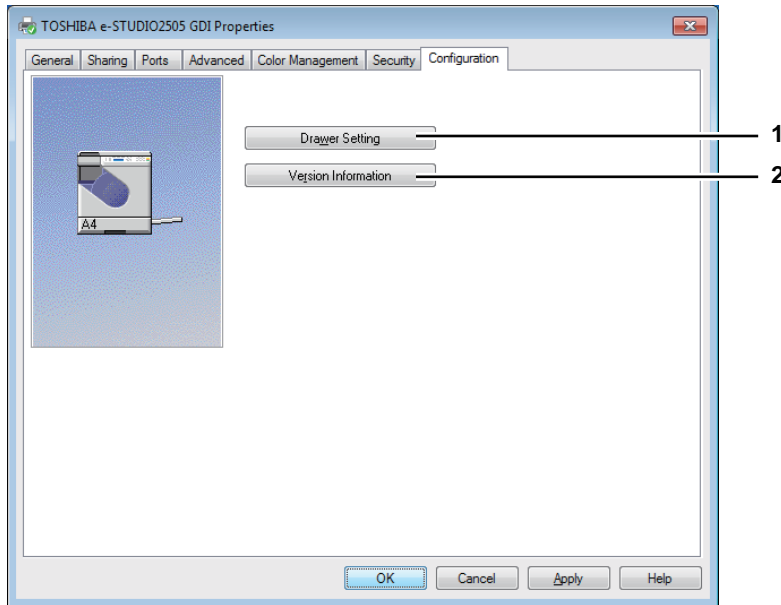 TOSHIBA e-STUDIO2505 GDI Properties
General Sharing Ports Advanced Color Management Security Configuration
Drawer Setting 1
Version Information 2
A4
OK Cancel Apply Help